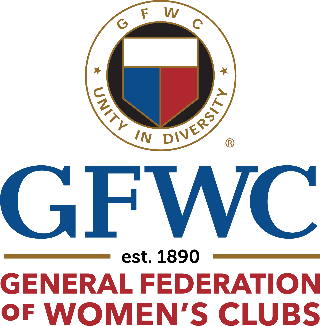 GFWC
UNITY IN DIVERSITY
®
GFWC
est. 1890
GENERAL FEDERATION
OF WOMEN'S CLUBS